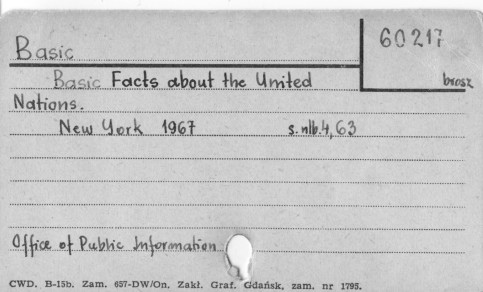 60217
Basic
brosz
Basic Facts about the United
Nations.
New York 1967 s. nlb. 4, 63
Office of Public Information
CWD. B-15b. Zam. 657-DW/On. Zakł. Graf. Gdańsk, zam. nr 1795.